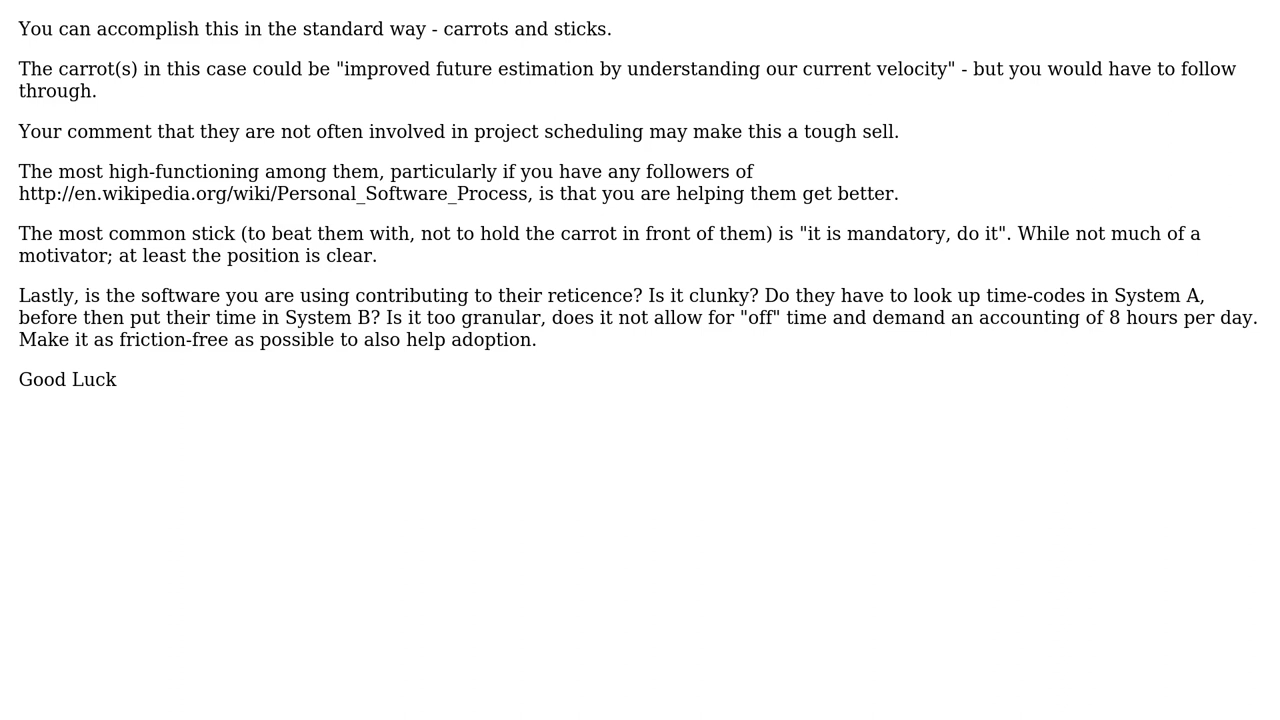 You can accomplish this in the standard way - carrots and sticks.
The carrot(s) in this case could be "improved future estimation by understanding our current velocity" - but you would have to follow
through.
Your comment that they are not often involved in project scheduling may make this a tough sell.
The most high-functioning among them, particularly if you have any followers of
http://en.wikipedia.org/wiki/Personal_Software_Process, is that you are helping them get better.
The most common stick (to beat them with, not to hold the carrot in front of them) is "it is mandatory, do it". While not much of a
motivator; at least the position is clear.
Lastly, is the software you are using contributing to their reticence? Is it clunky? Do they have to look up time-codes in System A,
before then put their time in System B? Is it too granular, does it not allow for "off" time and demand an accounting of 8 hours per day.
Make it as friction-free as possible to also help adoption.
Good Luck